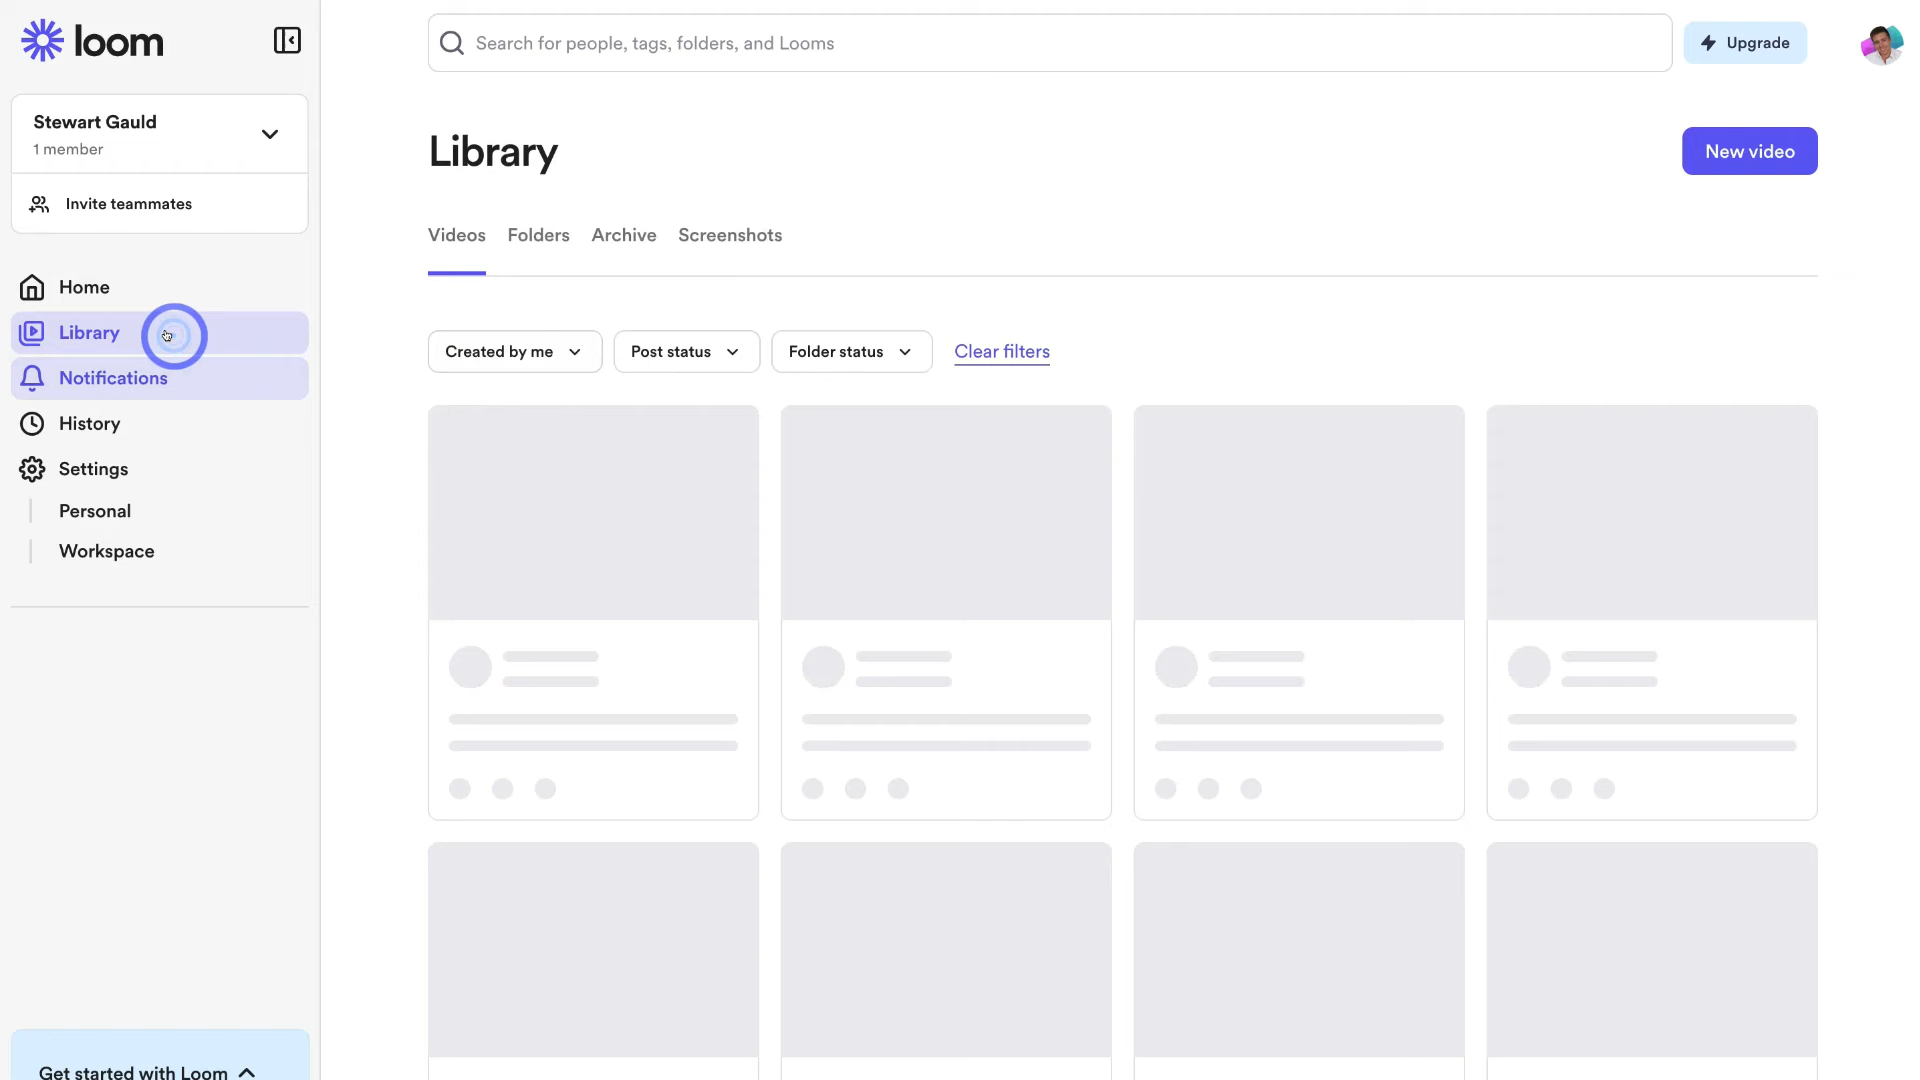 loom
Search for people, tags, folders, and Looms
Upgrade
Stewart Gauld
1 member
Invite teammates
Library
New video
Videos
Folders
Archive
Screenshots
Home
Library
Notifications
History
Settings
Personal
Workspace
Created by me
Post status
Folder status
Clear filters
Get started with Loom